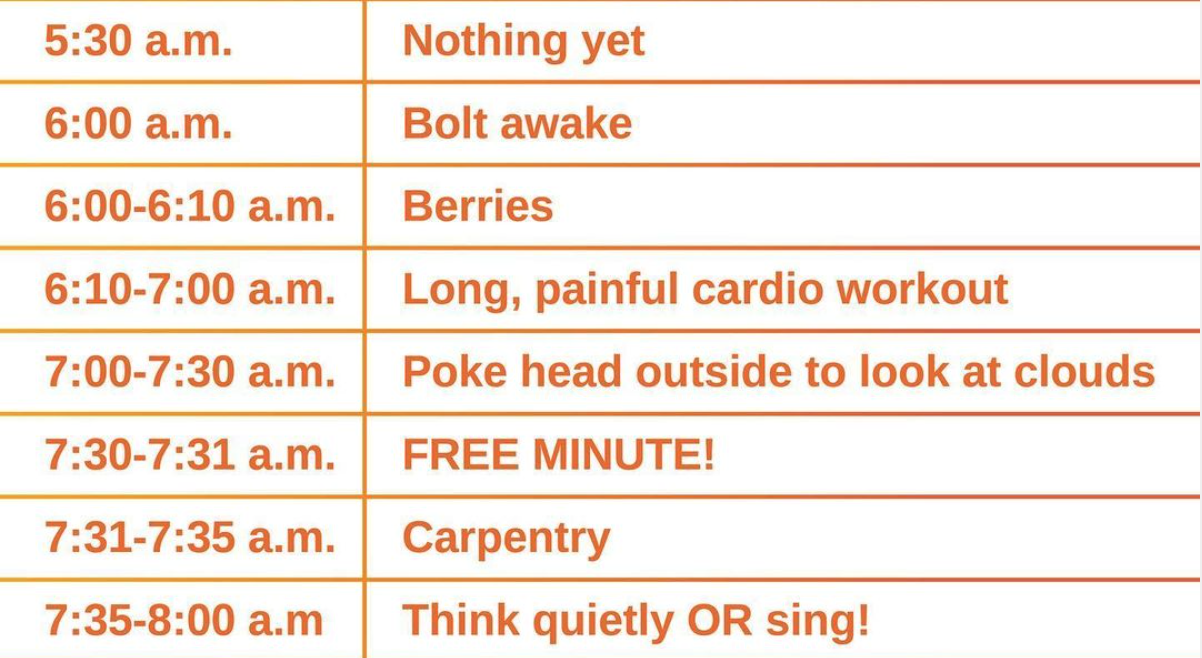 5:30 a.m. Nothing yet
6:00 a.m. Bolt awake
6:00-6:10 a.m. Berries
6:10-7:00 a.m. Long, painful cardio workout
7:00-7:30 a.m. Poke head outside to look at clouds
7:30-7:31 a.m. FREE MINUTE!
7:31-7:35 a.m. Carpentry
7:35-8:00 a.m Think quietly OR sing!